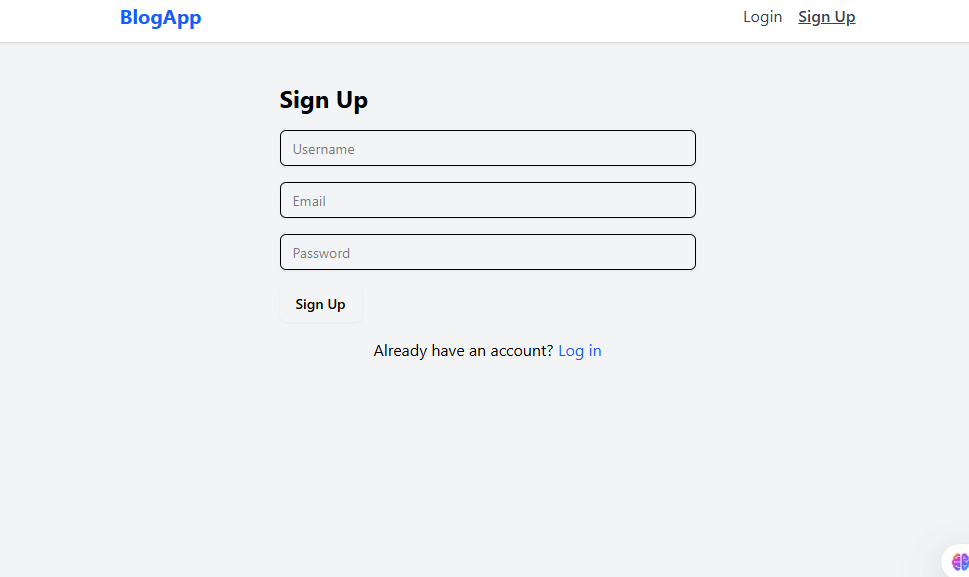 BlogApp Login Sign Up
Sign Up
Username
Email
Password
Sign Up
Already have an account? Log in